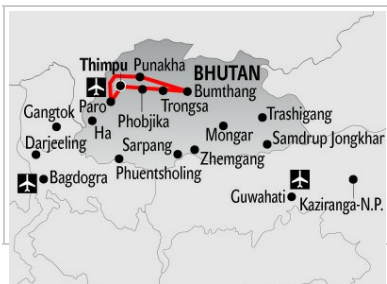 Thimpu Punakha
BHUTAN
Paro
Bumthang
Trongsa
Phobjika
Gangtok
Ha
Trashigang
Mongar
Darjeeling
Sarpang
Samdrup Jongkhar
Zhemgang
Phuentsholing
Bagdogra
Guwahati
Kaziranga-N.P.